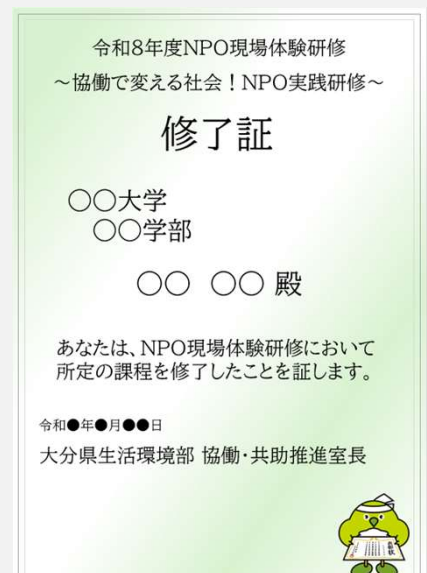 令和8年度NPO現場体験研修
～協働で変える社会！NPO実践研修～
修了証
○○大学
○○学部
○○ ○○ 殿
あなたは、NPO現場体験研修において
所定の課程を修了したことを証します。
令和●年●月●●日
大分県生活環境部 協働・共助推進室長